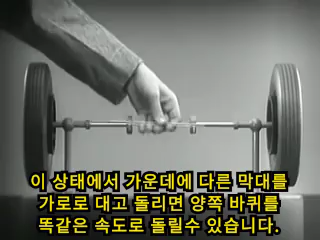 이 상태에서 가운데에 다른 막대를
가로로 대고 돌리면 양쪽 바퀴를
똑같은 속도로 돌릴수 있습니다.